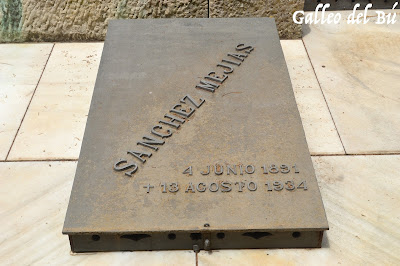 Galleo del Bú
SANCHEZ MEJIAS
4 JUNIO 1891
† 13 AGOSTO 1934